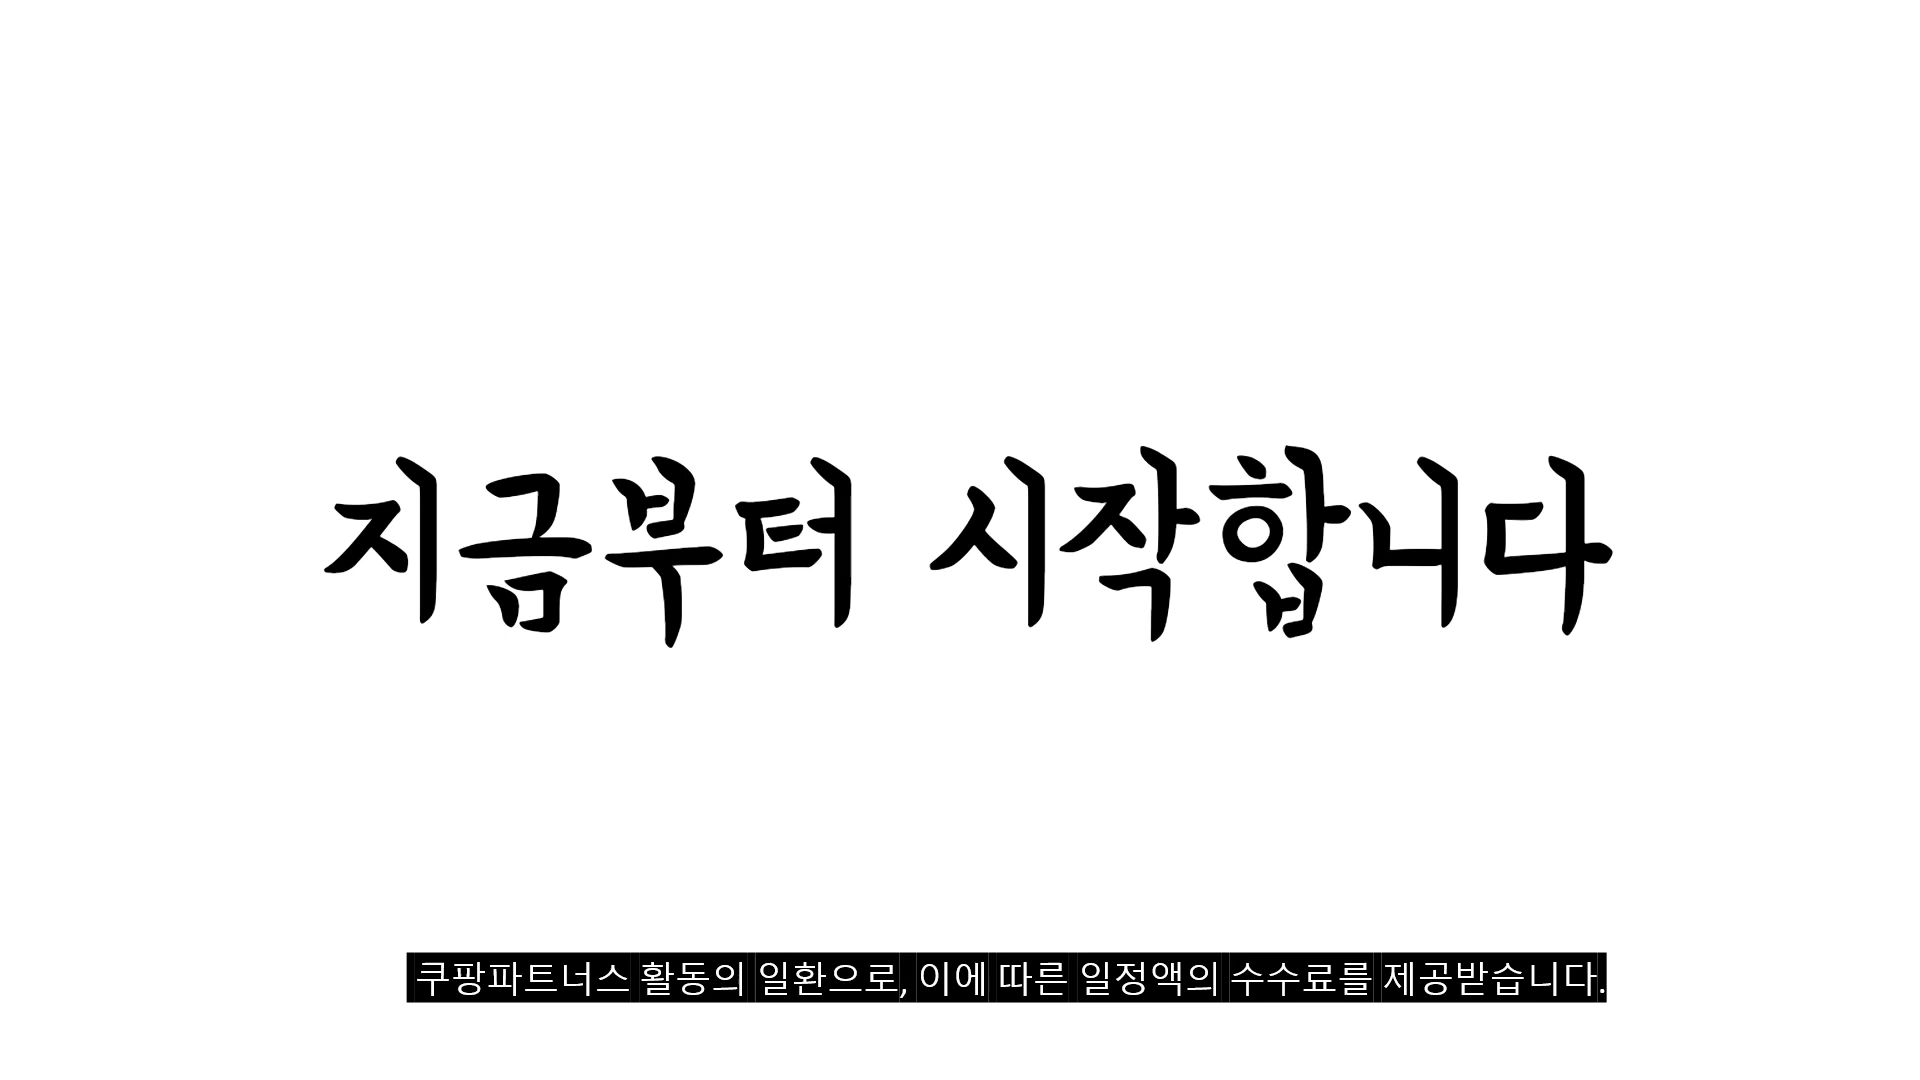 지금부터 시작합니다
쿠팡파트너스 활동의 일환으로, 이에 따른 일정액의 수수료를 제공받습니다.